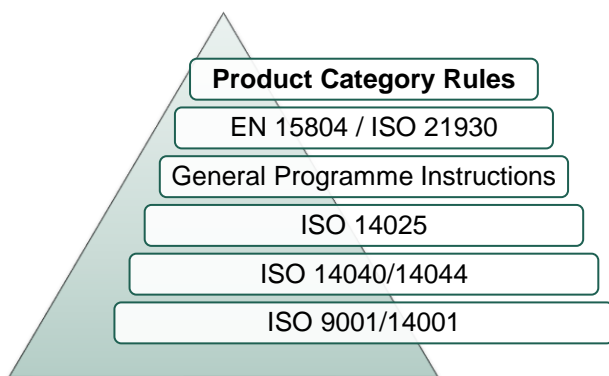 Product Category Rules
EN 15804 / ISO 21930
General Programme Instructions
ISO 14025
ISO 14040/14044
ISO 9001/14001